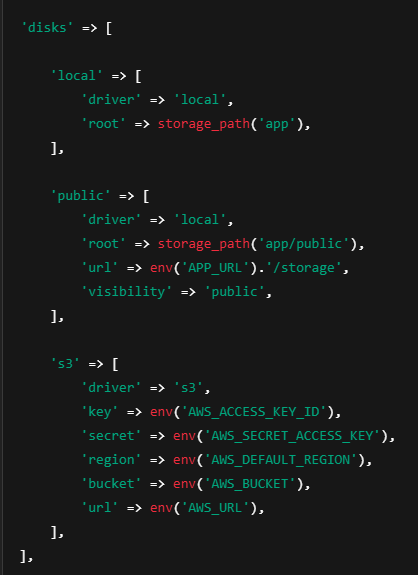 'disks' => [
'local' => [
'driver' => 'local',
'root' => storage_path('app'),
],
'public' => [
'driver' => 'local',
'root' => storage_path('app/public'),
'url' => env('APP_URL').'/storage',
'visibility' => 'public',
],
's3' => [
'driver' => 's3',
'key' => env('AWS_ACCESS_KEY_ID'),
'secret' => env('AWS_SECRET_ACCESS_KEY'),
'region' => env('AWS_DEFAULT_REGION'),
'bucket' => env('AWS_BUCKET'),
'url' => env('AWS_URL'),
],
],